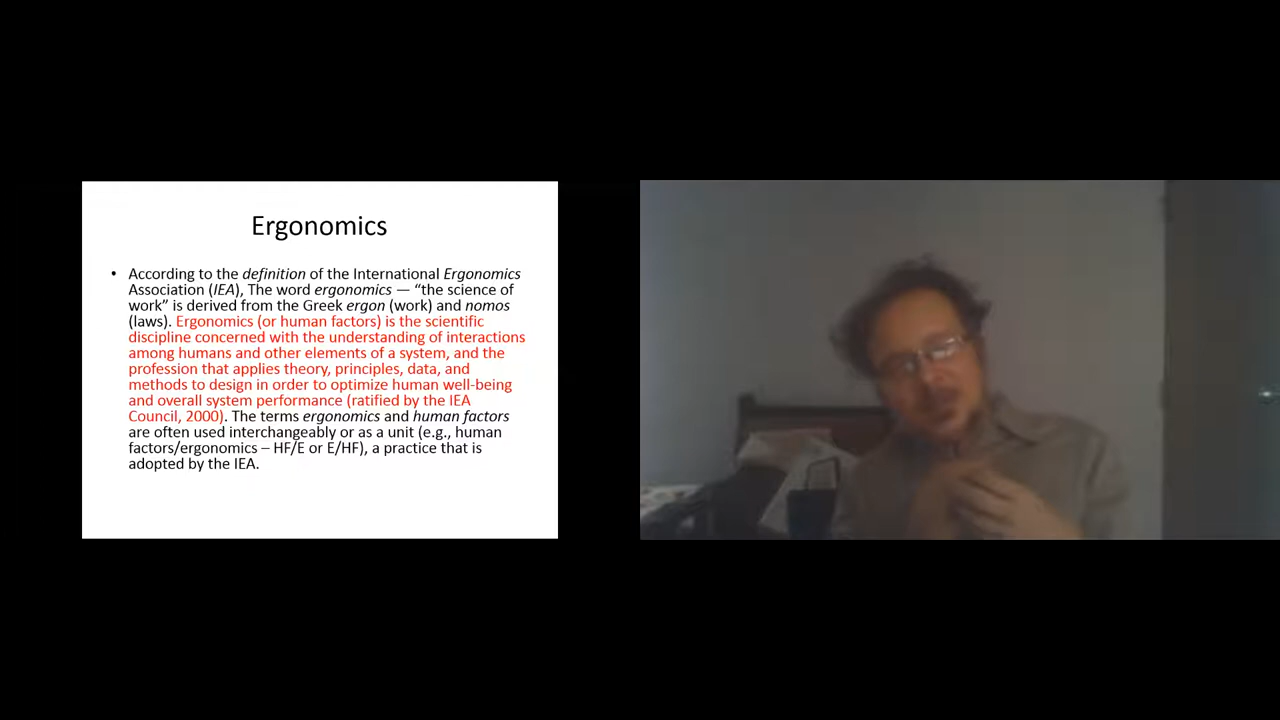 Ergonomics
• According to the definition of the International Ergonomics
Association (IEA), The word ergonomics — “the science of
work” is derived from the Greek ergon (work) and nomos
(laws). Ergonomics (or human factors) is the scientific
discipline concerned with the understanding of interactions
among humans and other elements of a system, and the
profession that applies theory, principles, data, and
methods to design in order to optimize human well-being
and overall system performance (ratified by the IEA
Council, 2000). The terms ergonomics and human factors
are often used interchangeably or as a unit (e.g., human
factors/ergonomics – HF/E or E/HF), a practice that is
adopted by the IEA.